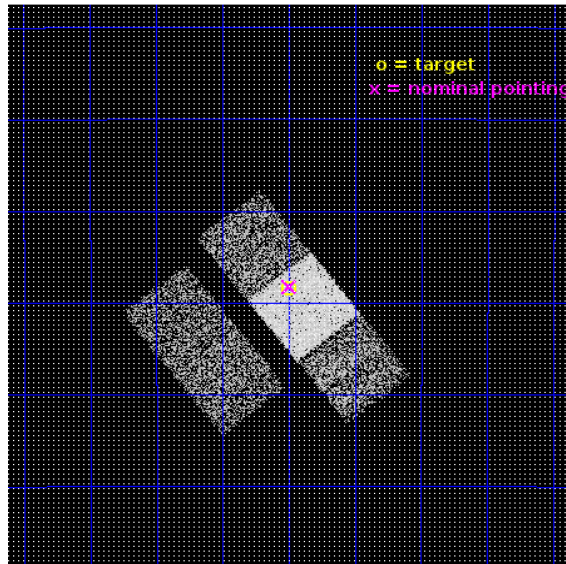 o = target
x = nominal pointing